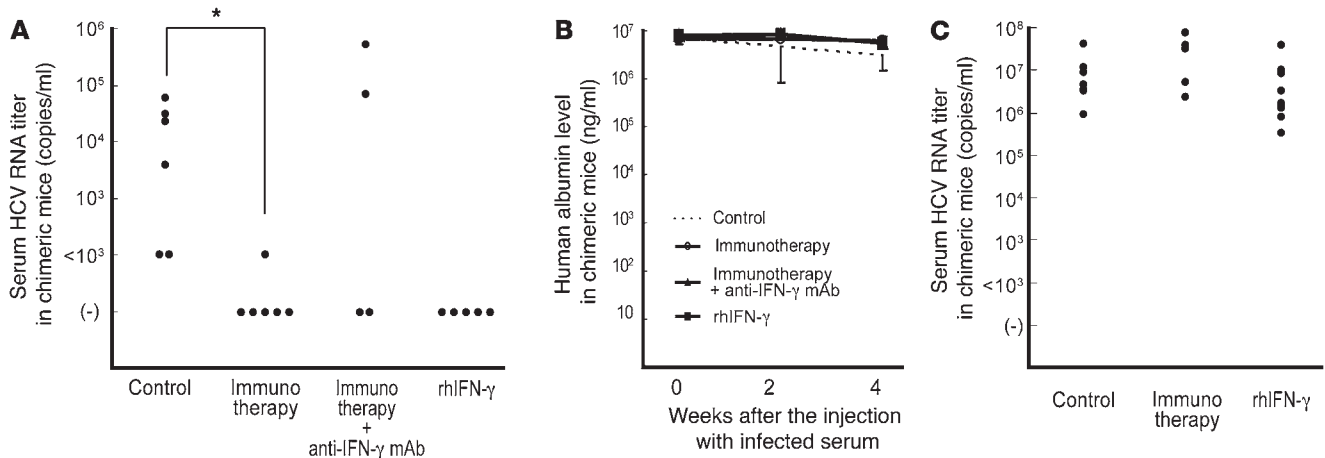 A
*
Serum HCV RNA titer
in chimeric mice (copies/ml)
10⁶
10⁵
10⁴
10³
<10³
(-)
Control
Immuno
therapy
Immuno
therapy
+
anti-IFN-γ mAb
rhIFN-γ
B
Human albumin level
in chimeric mice (ng/ml)
10⁷
10⁶
10⁵
10⁴
10³
10²
10
Control
Immunotherapy
Immunotherapy
+ anti-IFN-γ mAb
rhIFN-γ
0 2 4
Weeks after the injection
with infected serum
C
Serum HCV RNA titer
in chimeric mice (copies/ml)
10⁸
10⁷
10⁶
10⁵
10⁴
10³
<10³
(-)
Control
Immuno
therapy
rhIFN-γ